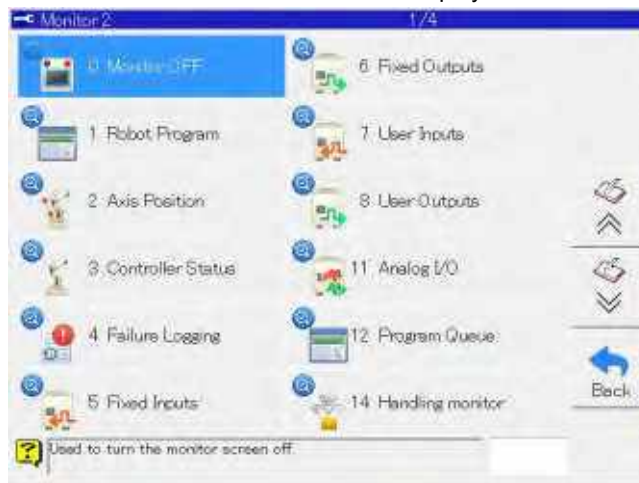 Monitor2
1/4
0 Monitor OFF
1 Robot Program
2 Axis Position
3 Controller Status
4 Failure Logging
5 Fixed Inputs
6 Fixed Outputs
7 User Inputs
8 User Outputs
11 Analog I/O
12 Program Queue
14 Handling monitor
Back
Used to turn the monitor screen off.